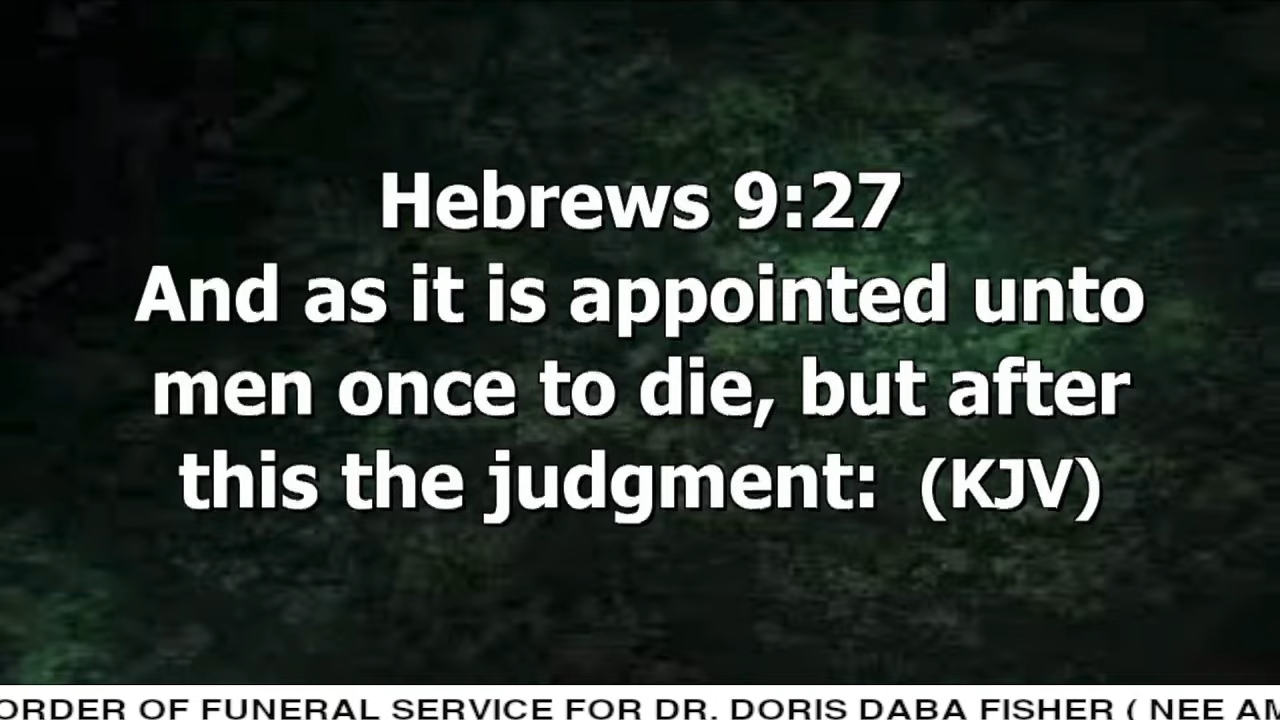 Hebrews 9:27
And as it is appointed unto
men once to die, but after
this the judgment: (KJV)
ORDER OF FUNERAL SERVICE FOR DR. DORIS DABA FISHER ( NEE